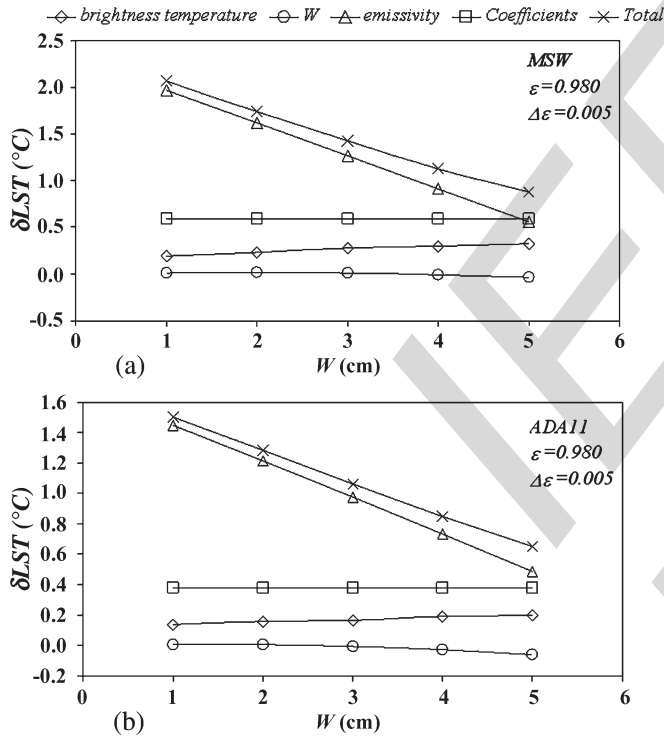 brightness temperature W emissivity Coefficients Total
2.5
2.0
1.5
1.0
0.5
0.0
-0.5
δLST (°C)
MSW
ε=0.980
Δε=0.005
0 1 2 3 4 5 6
(a) W (cm)
1.6
1.4
1.2
1.0
0.8
0.6
0.4
0.2
0.0
-0.2
δLST (°C)
ADA11
ε=0.980
Δε=0.005
0 1 2 3 4 5 6
(b) W (cm)